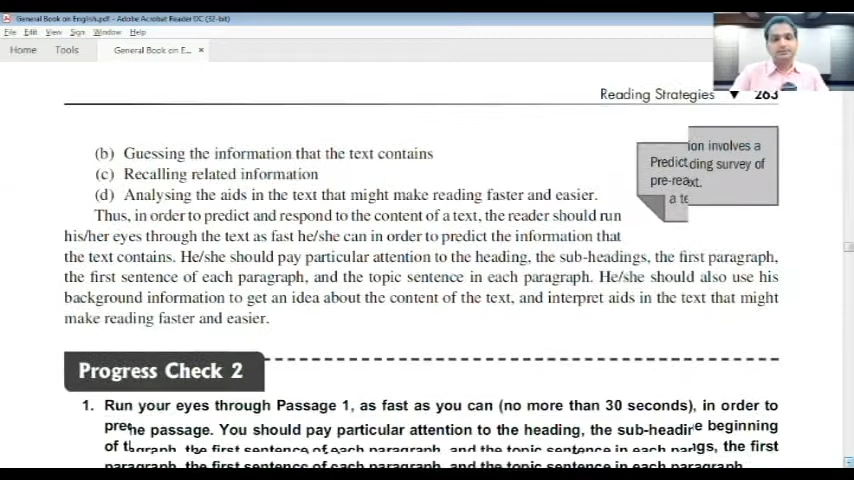 General Book on English.pdf - Adobe Acrobat Reader DC (32-bit)
File Edit View Sign Window Help
Home Tools General Book on E... ×
Reading Strategies ▼ 263
(b) Guessing the information that the text contains
(c) Recalling related information
(d) Analysing the aids in the text that might make reading faster and easier.
ion involves a
Predict ding survey of
pre-rea xt.
a te
Thus, in order to predict and respond to the content of a text, the reader should run
his/her eyes through the text as fast he/she can in order to predict the information that
the text contains. He/she should pay particular attention to the heading, the sub-headings, the first paragraph,
the first sentence of each paragraph, and the topic sentence in each paragraph. He/she should also use his
background information to get an idea about the content of the text, and interpret aids in the text that might
make reading faster and easier.
Progress Check 2
1. Run your eyes through Passage 1, as fast as you can (no more than 30 seconds), in order to
pre he passage. You should pay particular attention to the heading, the sub-headir e beginning
of th graph, the first sentence of each paragraph, and the topic sentence in each par gs, the first
paragraph, the first sentence of each paragraph, and the topic sentence in each paragraph.